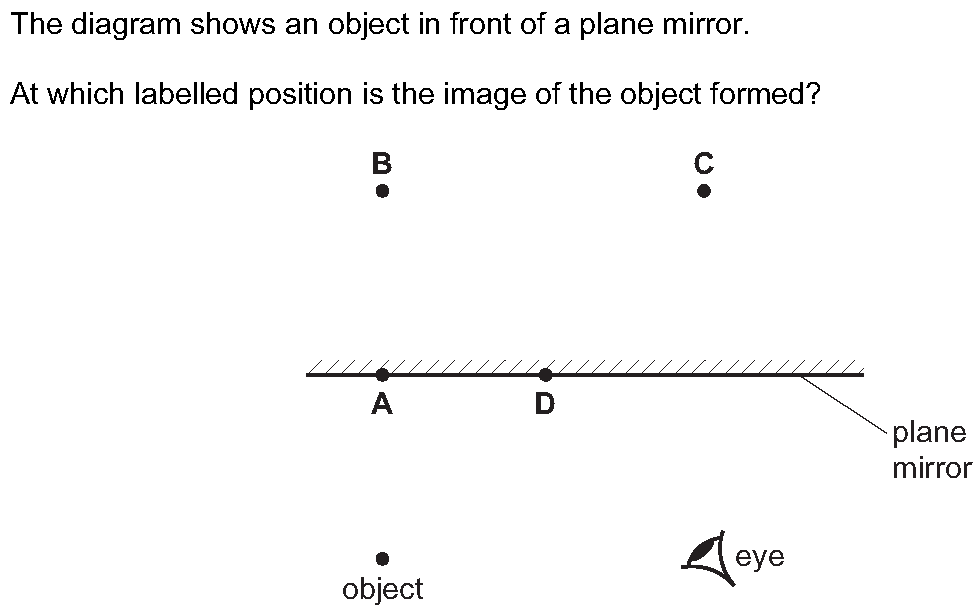 The diagram shows an object in front of a plane mirror.
At which labelled position is the image of the object formed?
B
C
A
D
plane
mirror
eye
object